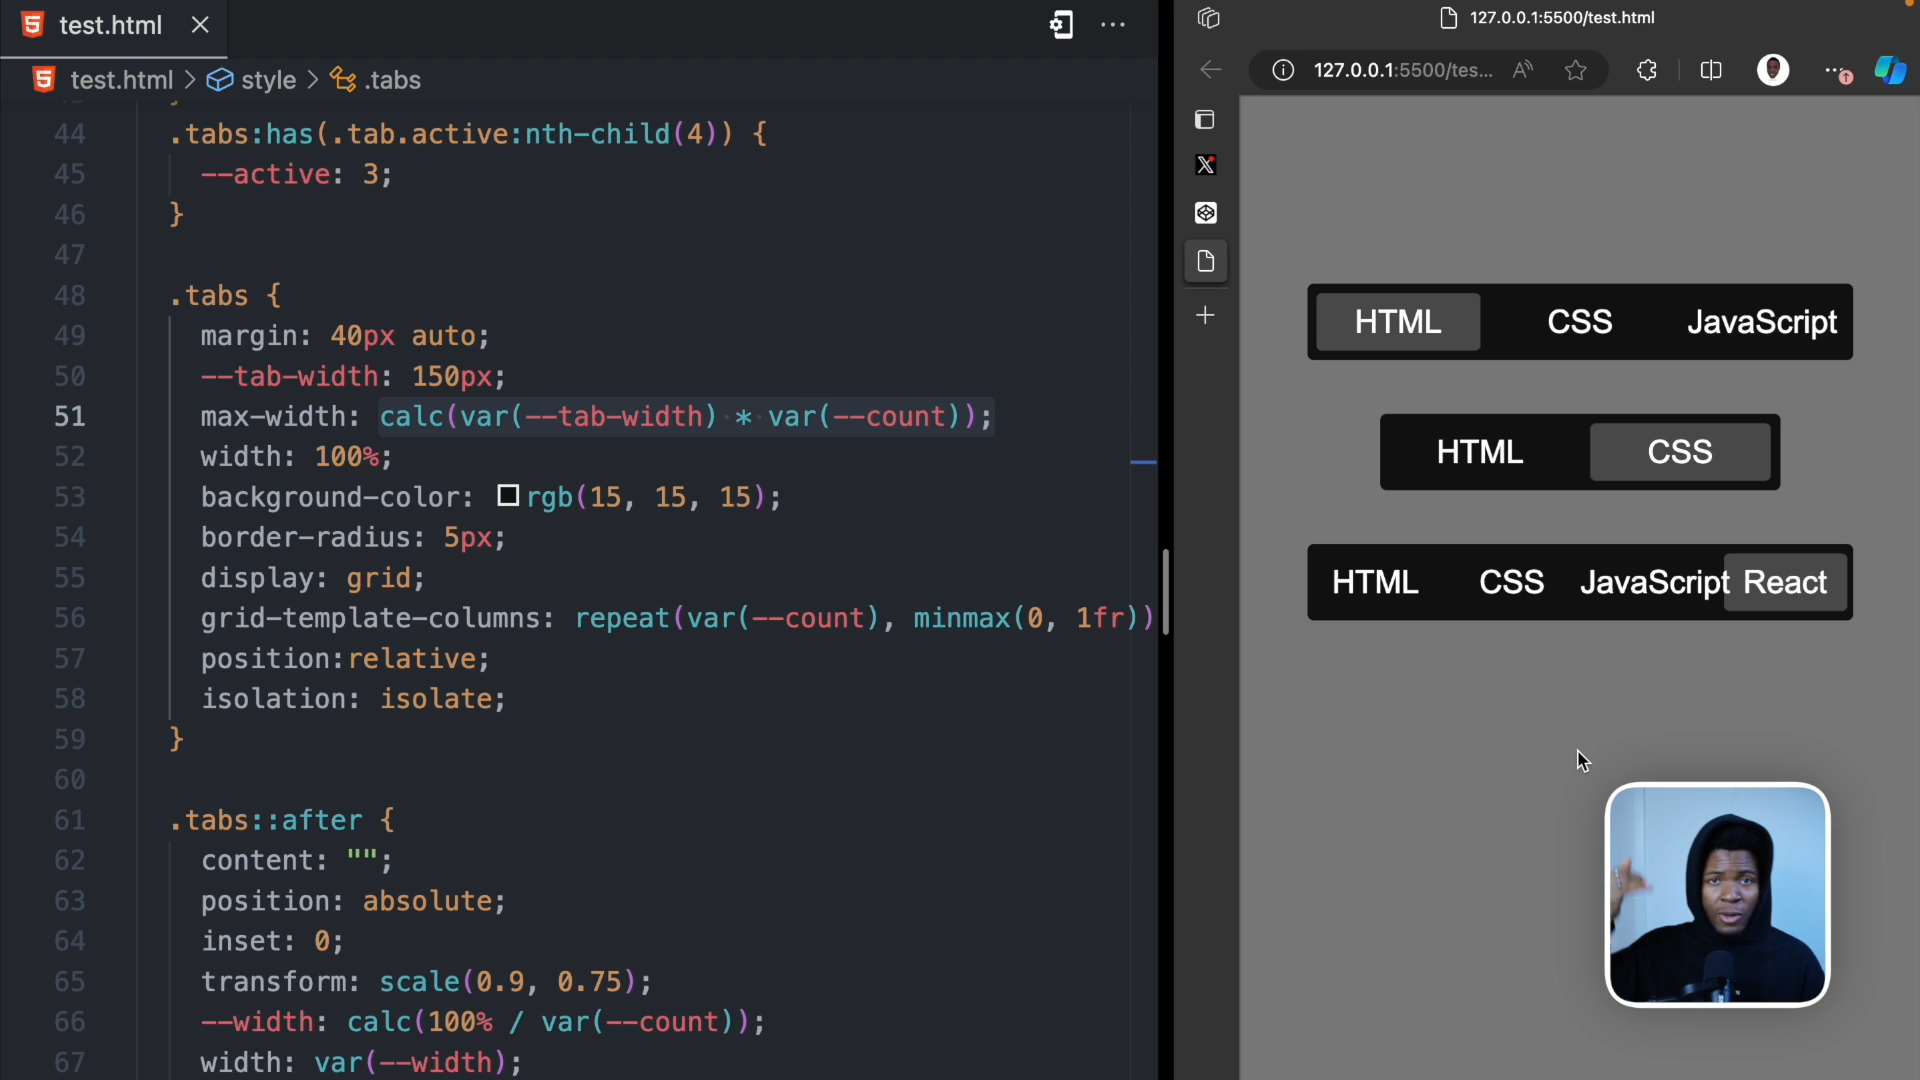 test.html
127.0.0.1:5500/test.html
127.0.0.1:5500/tes...
test.html > style > .tabs
44 .tabs:has(.tab.active:nth-child(4)) {
45 --active: 3;
46 }
47
48 .tabs {
49 margin: 40px auto;
50 --tab-width: 150px;
51 max-width: calc(var(--tab-width) * var(--count));
52 width: 100%;
53 background-color: rgb(15, 15, 15);
54 border-radius: 5px;
55 display: grid;
56 grid-template-columns: repeat(var(--count), minmax(0, 1fr))
57 position:relative;
58 isolation: isolate;
59 }
60
61 .tabs::after {
62 content: "";
63 position: absolute;
64 inset: 0;
65 transform: scale(0.9, 0.75);
66 --width: calc(100% / var(--count));
67 width: var(--width);
HTML CSS JavaScript
HTML CSS
HTML CSS JavaScript React